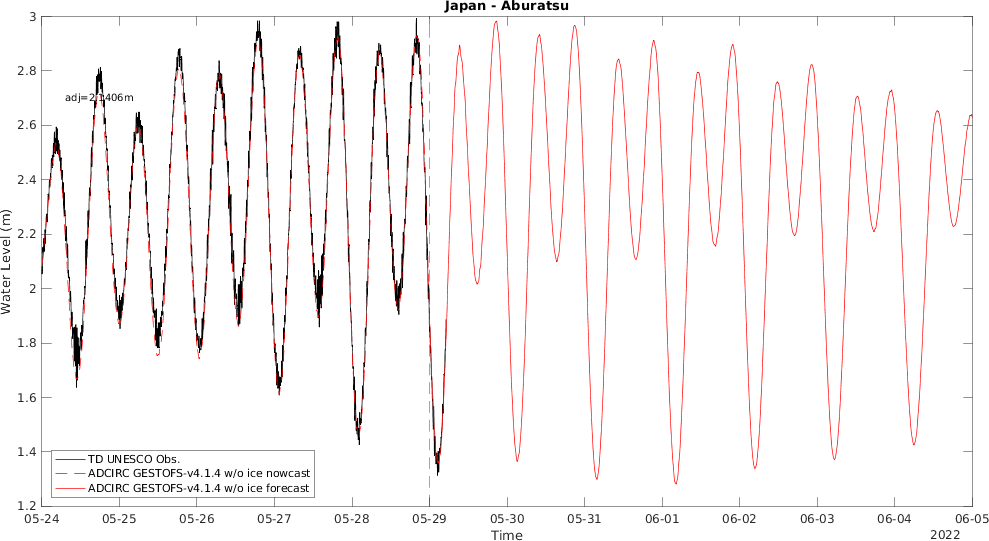 Japan - Aburatsu
3
2.8
adj=2.1406m
2.6
2.4
2.2
2
1.8
1.6
1.4
1.2
Water Level (m)
TD UNESCO Obs.
ADCIRC GESTOFS-v4.1.4 w/o ice nowcast
ADCIRC GESTOFS-v4.1.4 w/o ice forecast
05-24 05-25 05-26 05-27 05-28 05-29 05-30 05-31 06-01 06-02 06-03 06-04 06-05
Time
2022